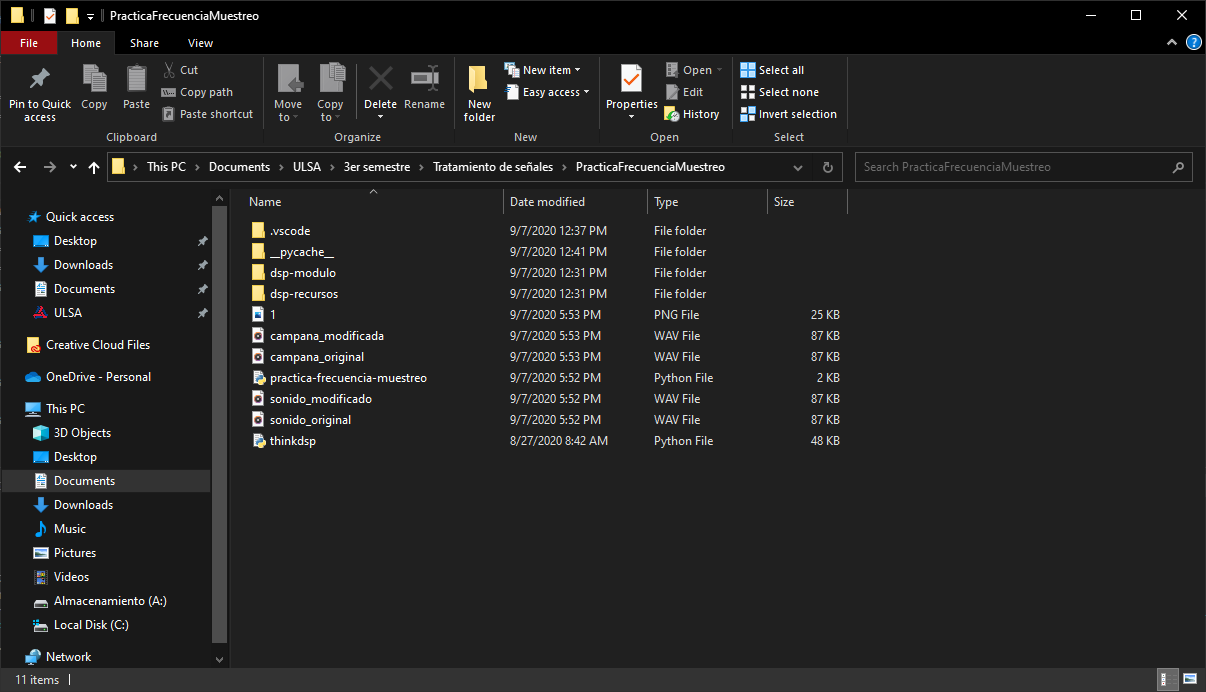 PracticaFrecuenciaMuestreo
File Home Share View
Pin to Quick access
Copy
Paste
Cut
Copy path
Paste shortcut
Clipboard
Move to
Copy to
Delete
Rename
Organize
New folder
New item
Easy access
New
Properties
Open
Edit
History
Open
Select all
Select none
Invert selection
Select
This PC > Documents > ULSA > 3er semestre > Tratamiento de señales > PracticaFrecuenciaMuestreo
Search PracticaFrecuenciaMuestreo
Quick access
Desktop
Downloads
Documents
ULSA
Creative Cloud Files
OneDrive - Personal
This PC
3D Objects
Desktop
Documents
Downloads
Music
Pictures
Videos
Almacenamiento (A:)
Local Disk (C:)
Network
Name Date modified Type Size
.vscode 9/7/2020 12:37 PM File folder
__pycache__ 9/7/2020 12:41 PM File folder
dsp-modulo 9/7/2020 12:31 PM File folder
dsp-recursos 9/7/2020 12:31 PM File folder
1 9/7/2020 5:53 PM PNG File 25 KB
campana_modificada 9/7/2020 5:53 PM WAV File 87 KB
campana_original 9/7/2020 5:53 PM WAV File 87 KB
practica-frecuencia-muestreo 9/7/2020 5:52 PM Python File 2 KB
sonido_modificado 9/7/2020 5:52 PM WAV File 87 KB
sonido_original 9/7/2020 5:52 PM WAV File 87 KB
thinkdsp 8/27/2020 8:42 AM Python File 48 KB
11 items